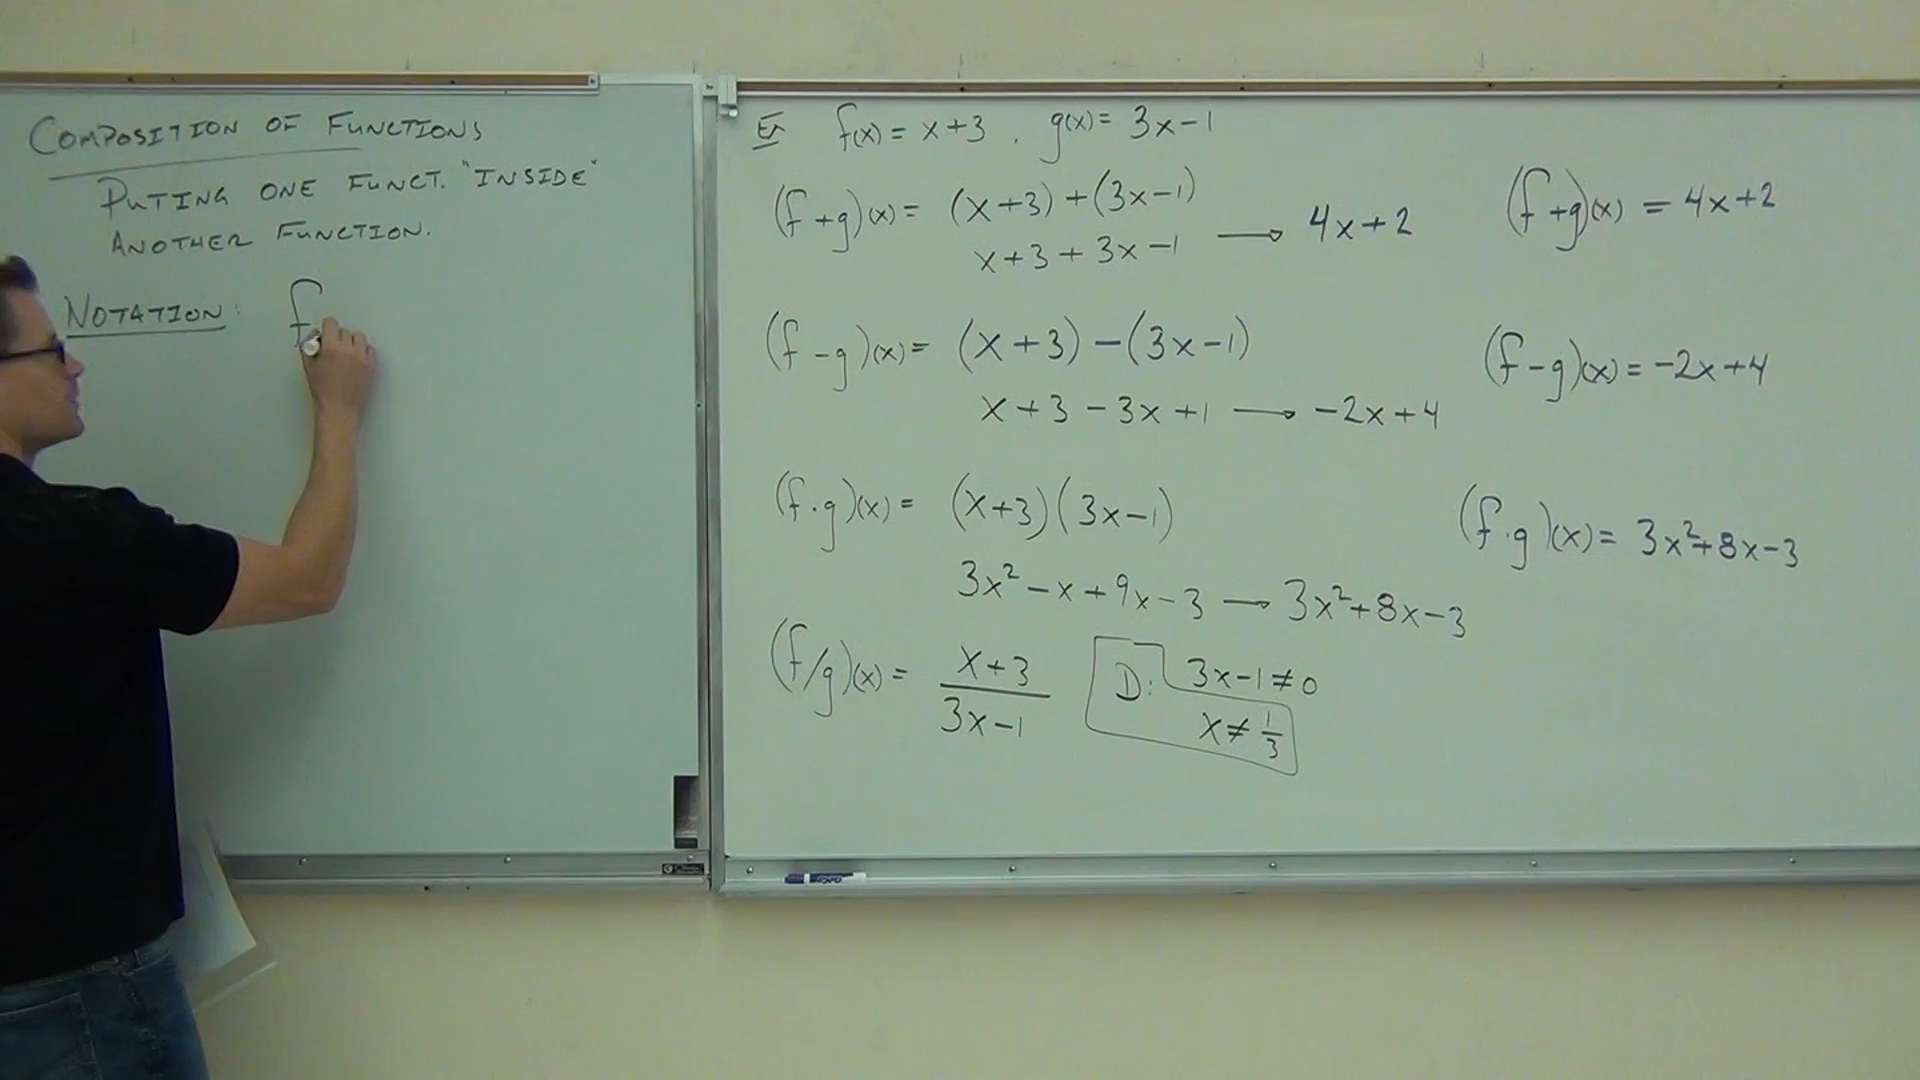 COMPOSITION OF FUNCTIONS
PUTING ONE FUNCT. "INSIDE"
ANOTHER FUNCTION.
NOTATION: f
Ex f(x) = x+3 , g(x) = 3x-1
(f+g)(x) = (x+3)+(3x-1)
x+3+3x-1 → 4x+2
(f+g)(x) = 4x+2
(f-g)(x) = (x+3)-(3x-1)
x+3-3x+1 → -2x+4
(f-g)(x) = -2x+4
(f·g)(x) = (x+3)(3x-1)
3x²-x+9x-3 → 3x²+8x-3
(f·g)(x) = 3x²+8x-3
(f/g)(x) = x+3
3x-1
D: 3x-1≠0
x≠1/3